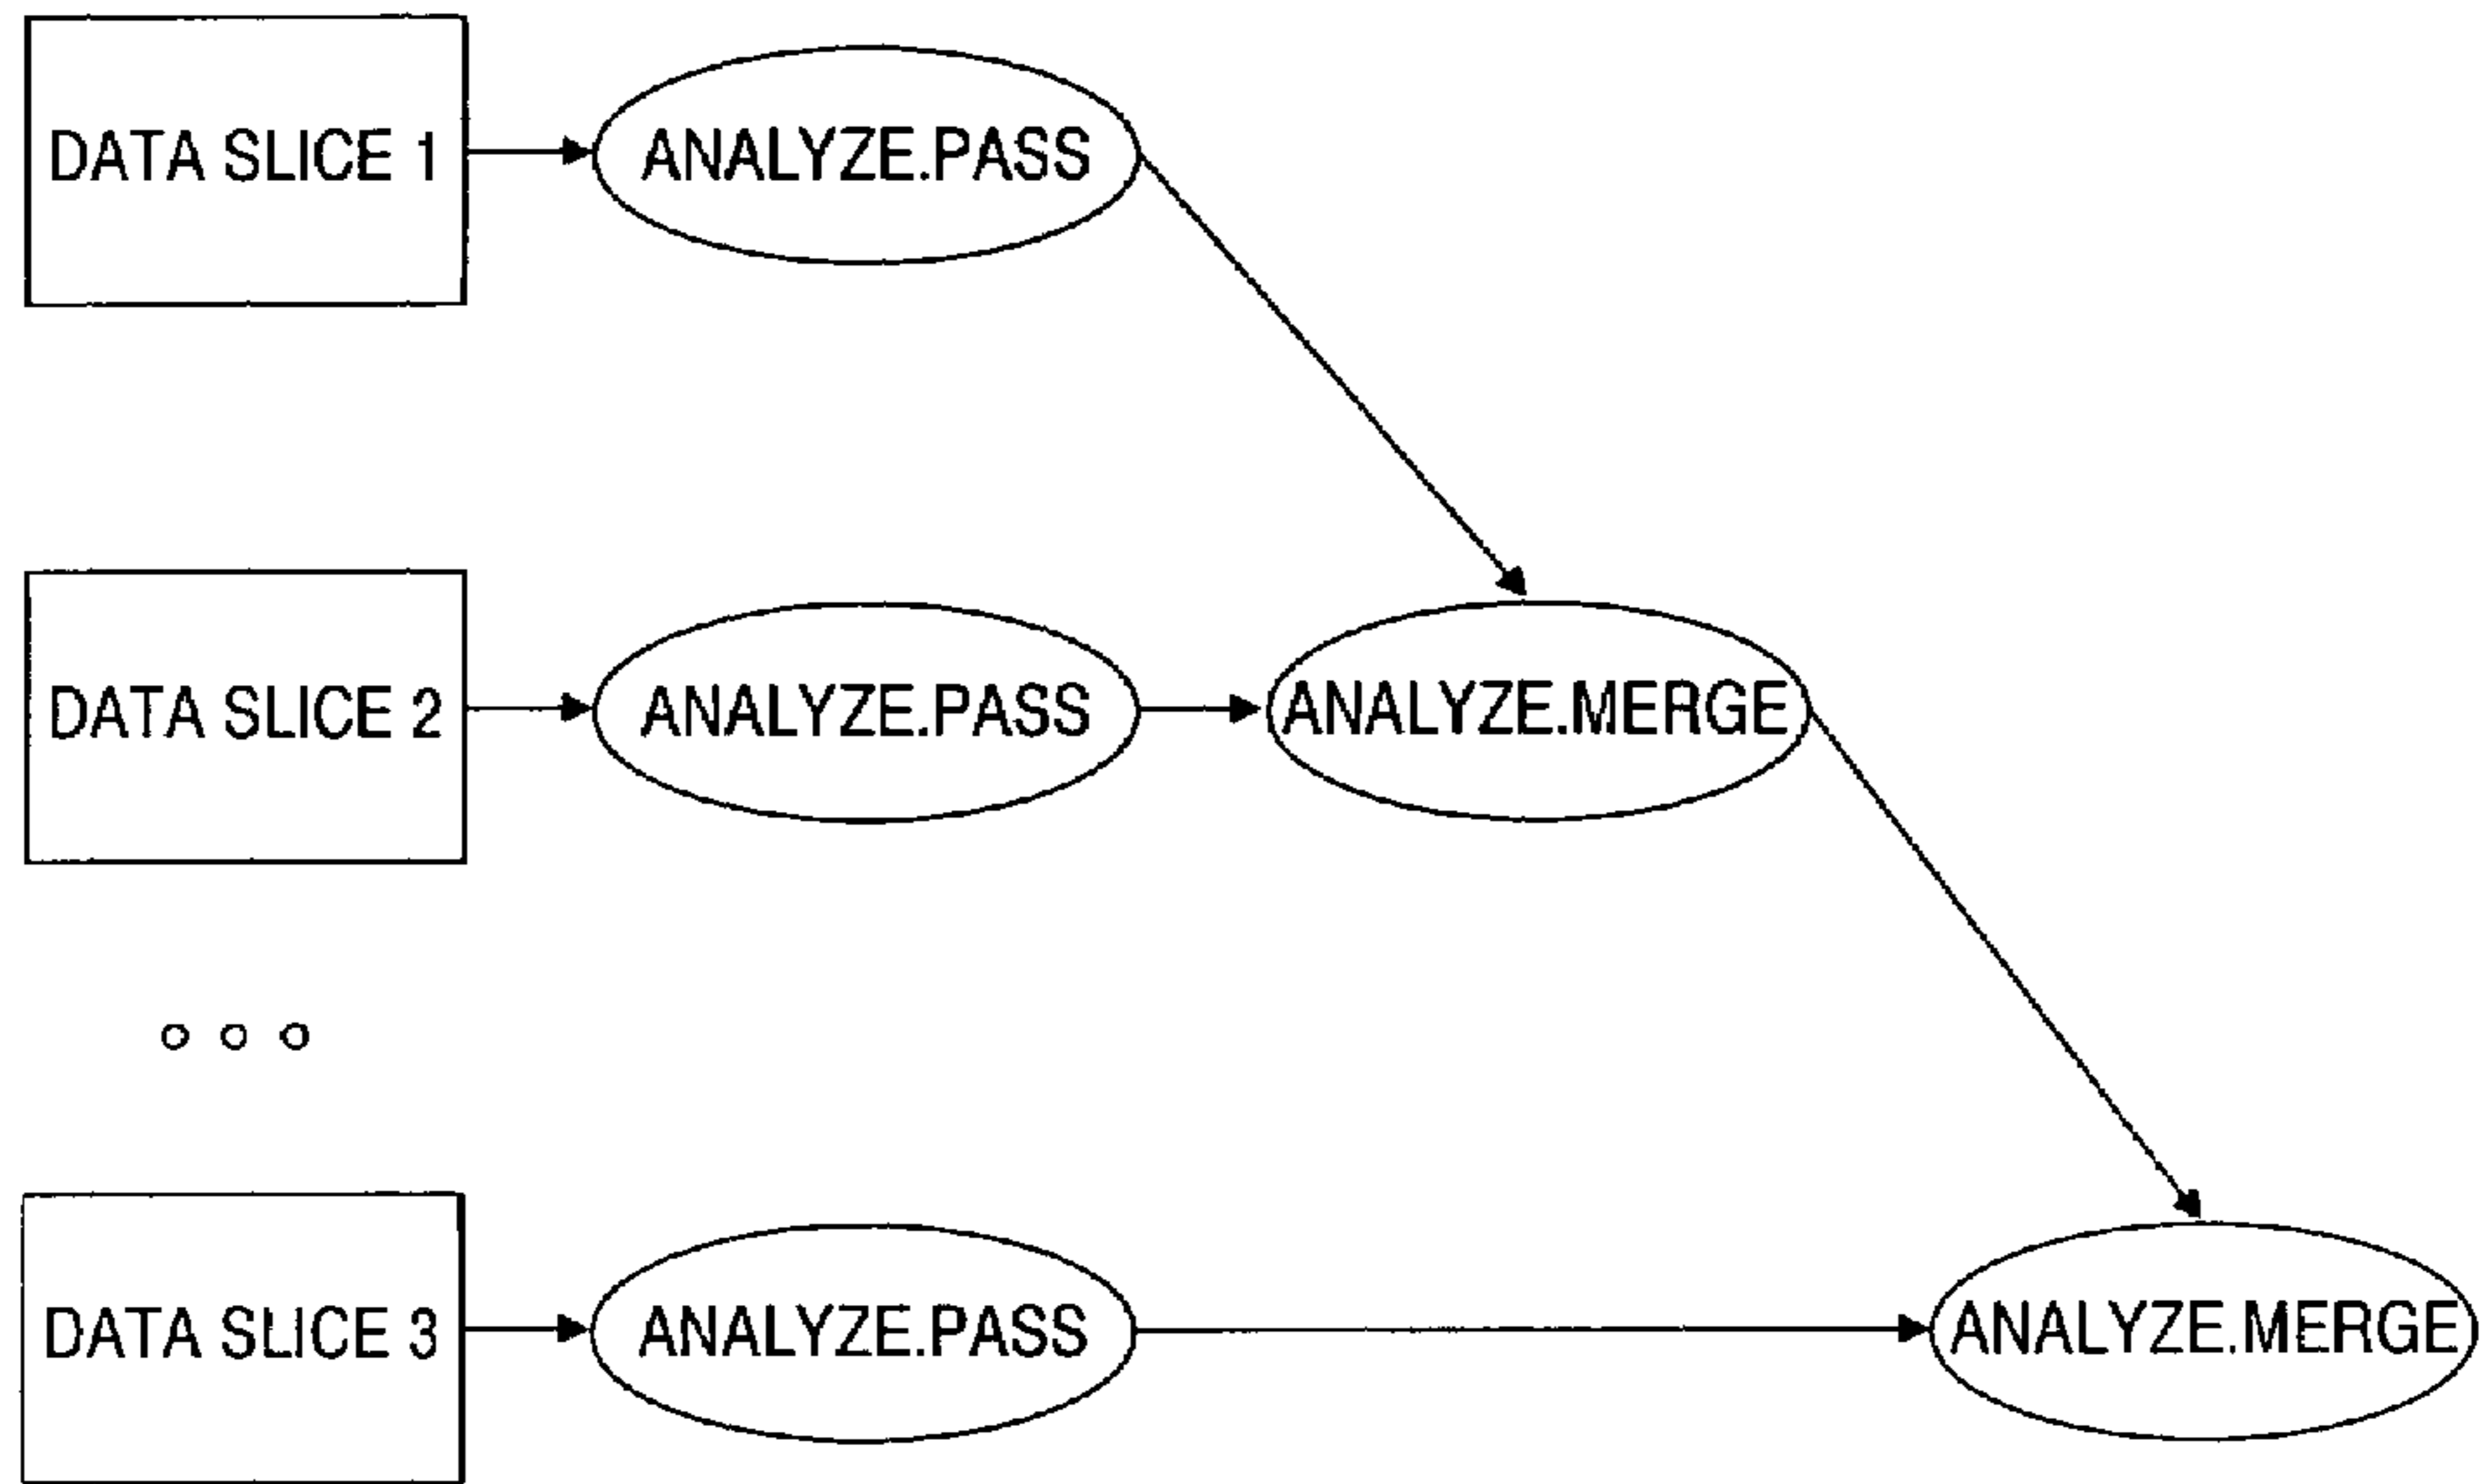 DATA SLICE 1
ANALYZE.PASS
DATA SLICE 2
ANALYZE.PASS
ANALYZE.MERGE
DATA SLICE 3
ANALYZE.PASS
ANALYZE.MERGE